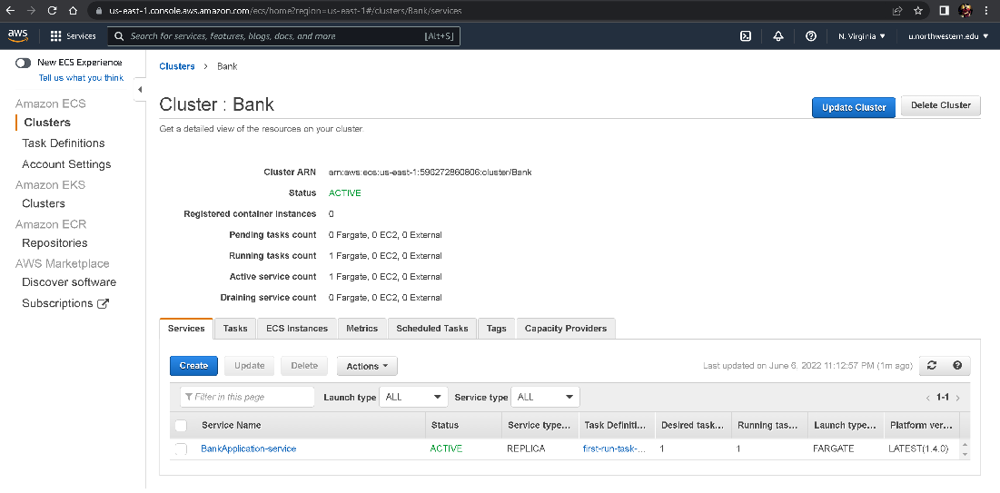 us-east-1.console.aws.amazon.com/ecs/home?region=us-east-1#/clusters/Bank/services
aws
Services
Search for services, features, blogs, docs, and more
[Alt+S]
N. Virginia
u.northwestern.edu
New ECS Experience
Tell us what you think
Amazon ECS
Clusters
Task Definitions
Account Settings
Amazon EKS
Clusters
Amazon ECR
Repositories
AWS Marketplace
Discover software
Subscriptions
Clusters > Bank
Cluster : Bank
Update Cluster
Delete Cluster
Get a detailed view of the resources on your cluster.
Cluster ARN arn:aws:ecs:us-east-1:596272860806:cluster/Bank
Status ACTIVE
Registered container instances 0
Pending tasks count 0 Fargate, 0 EC2, 0 External
Running tasks count 1 Fargate, 0 EC2, 0 External
Active service count 1 Fargate, 0 EC2, 0 External
Draining service count 0 Fargate, 0 EC2, 0 External
Services Tasks ECS Instances Metrics Scheduled Tasks Tags Capacity Providers
Create Update Delete Actions Last updated on June 6, 2022 11:12:57 PM (1m ago)
Filter in this page Launch type ALL Service type ALL 1-1
Service Name Status Service type... Task Definiti... Desired task... Running tas... Launch type... Platform ver...
BankApplication-service ACTIVE REPLICA first-run-task-... 1 1 FARGATE LATEST(1.4.0)